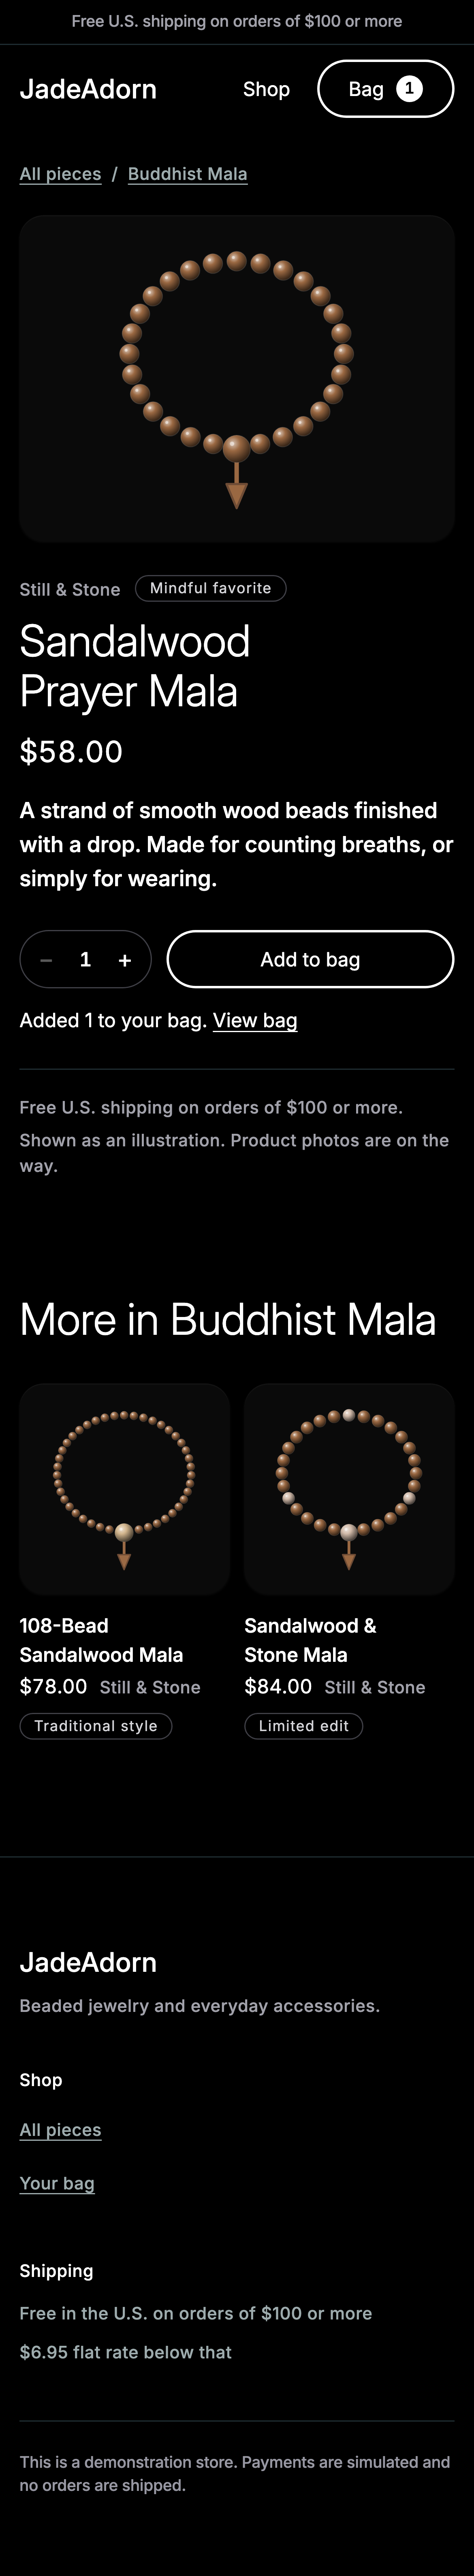 Free U.S. shipping on orders of $100 or more
JadeAdorn
Shop
Bag 1
All pieces / Buddhist Mala
Still & Stone
Mindful favorite
Sandalwood
Prayer Mala
$58.00
A strand of smooth wood beads finished
with a drop. Made for counting breaths, or
simply for wearing.
− 1 +
Add to bag
Added 1 to your bag. View bag
Free U.S. shipping on orders of $100 or more.
Shown as an illustration. Product photos are on the
way.
More in Buddhist Mala
108-Bead
Sandalwood Mala
$78.00 Still & Stone
Traditional style
Sandalwood &
Stone Mala
$84.00 Still & Stone
Limited edit
JadeAdorn
Beaded jewelry and everyday accessories.
Shop
All pieces
Your bag
Shipping
Free in the U.S. on orders of $100 or more
$6.95 flat rate below that
This is a demonstration store. Payments are simulated and
no orders are shipped.